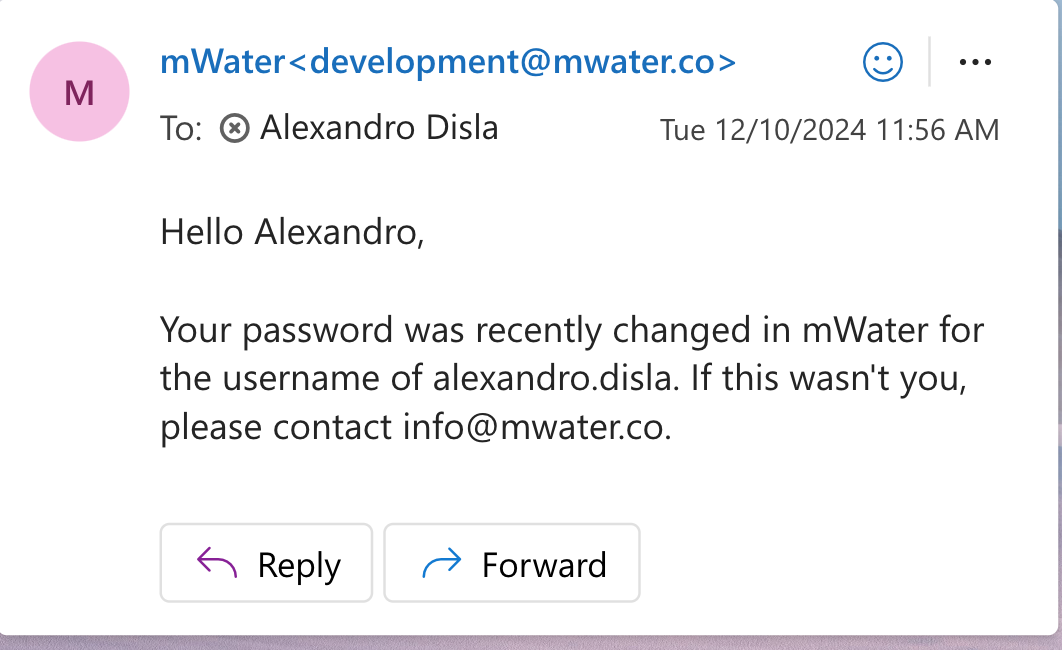 M
mWater<development@mwater.co>
To: Alexandro Disla
Tue 12/10/2024 11:56 AM
Hello Alexandro,
Your password was recently changed in mWater for
the username of alexandro.disla. If this wasn't you,
please contact info@mwater.co.
Reply
Forward